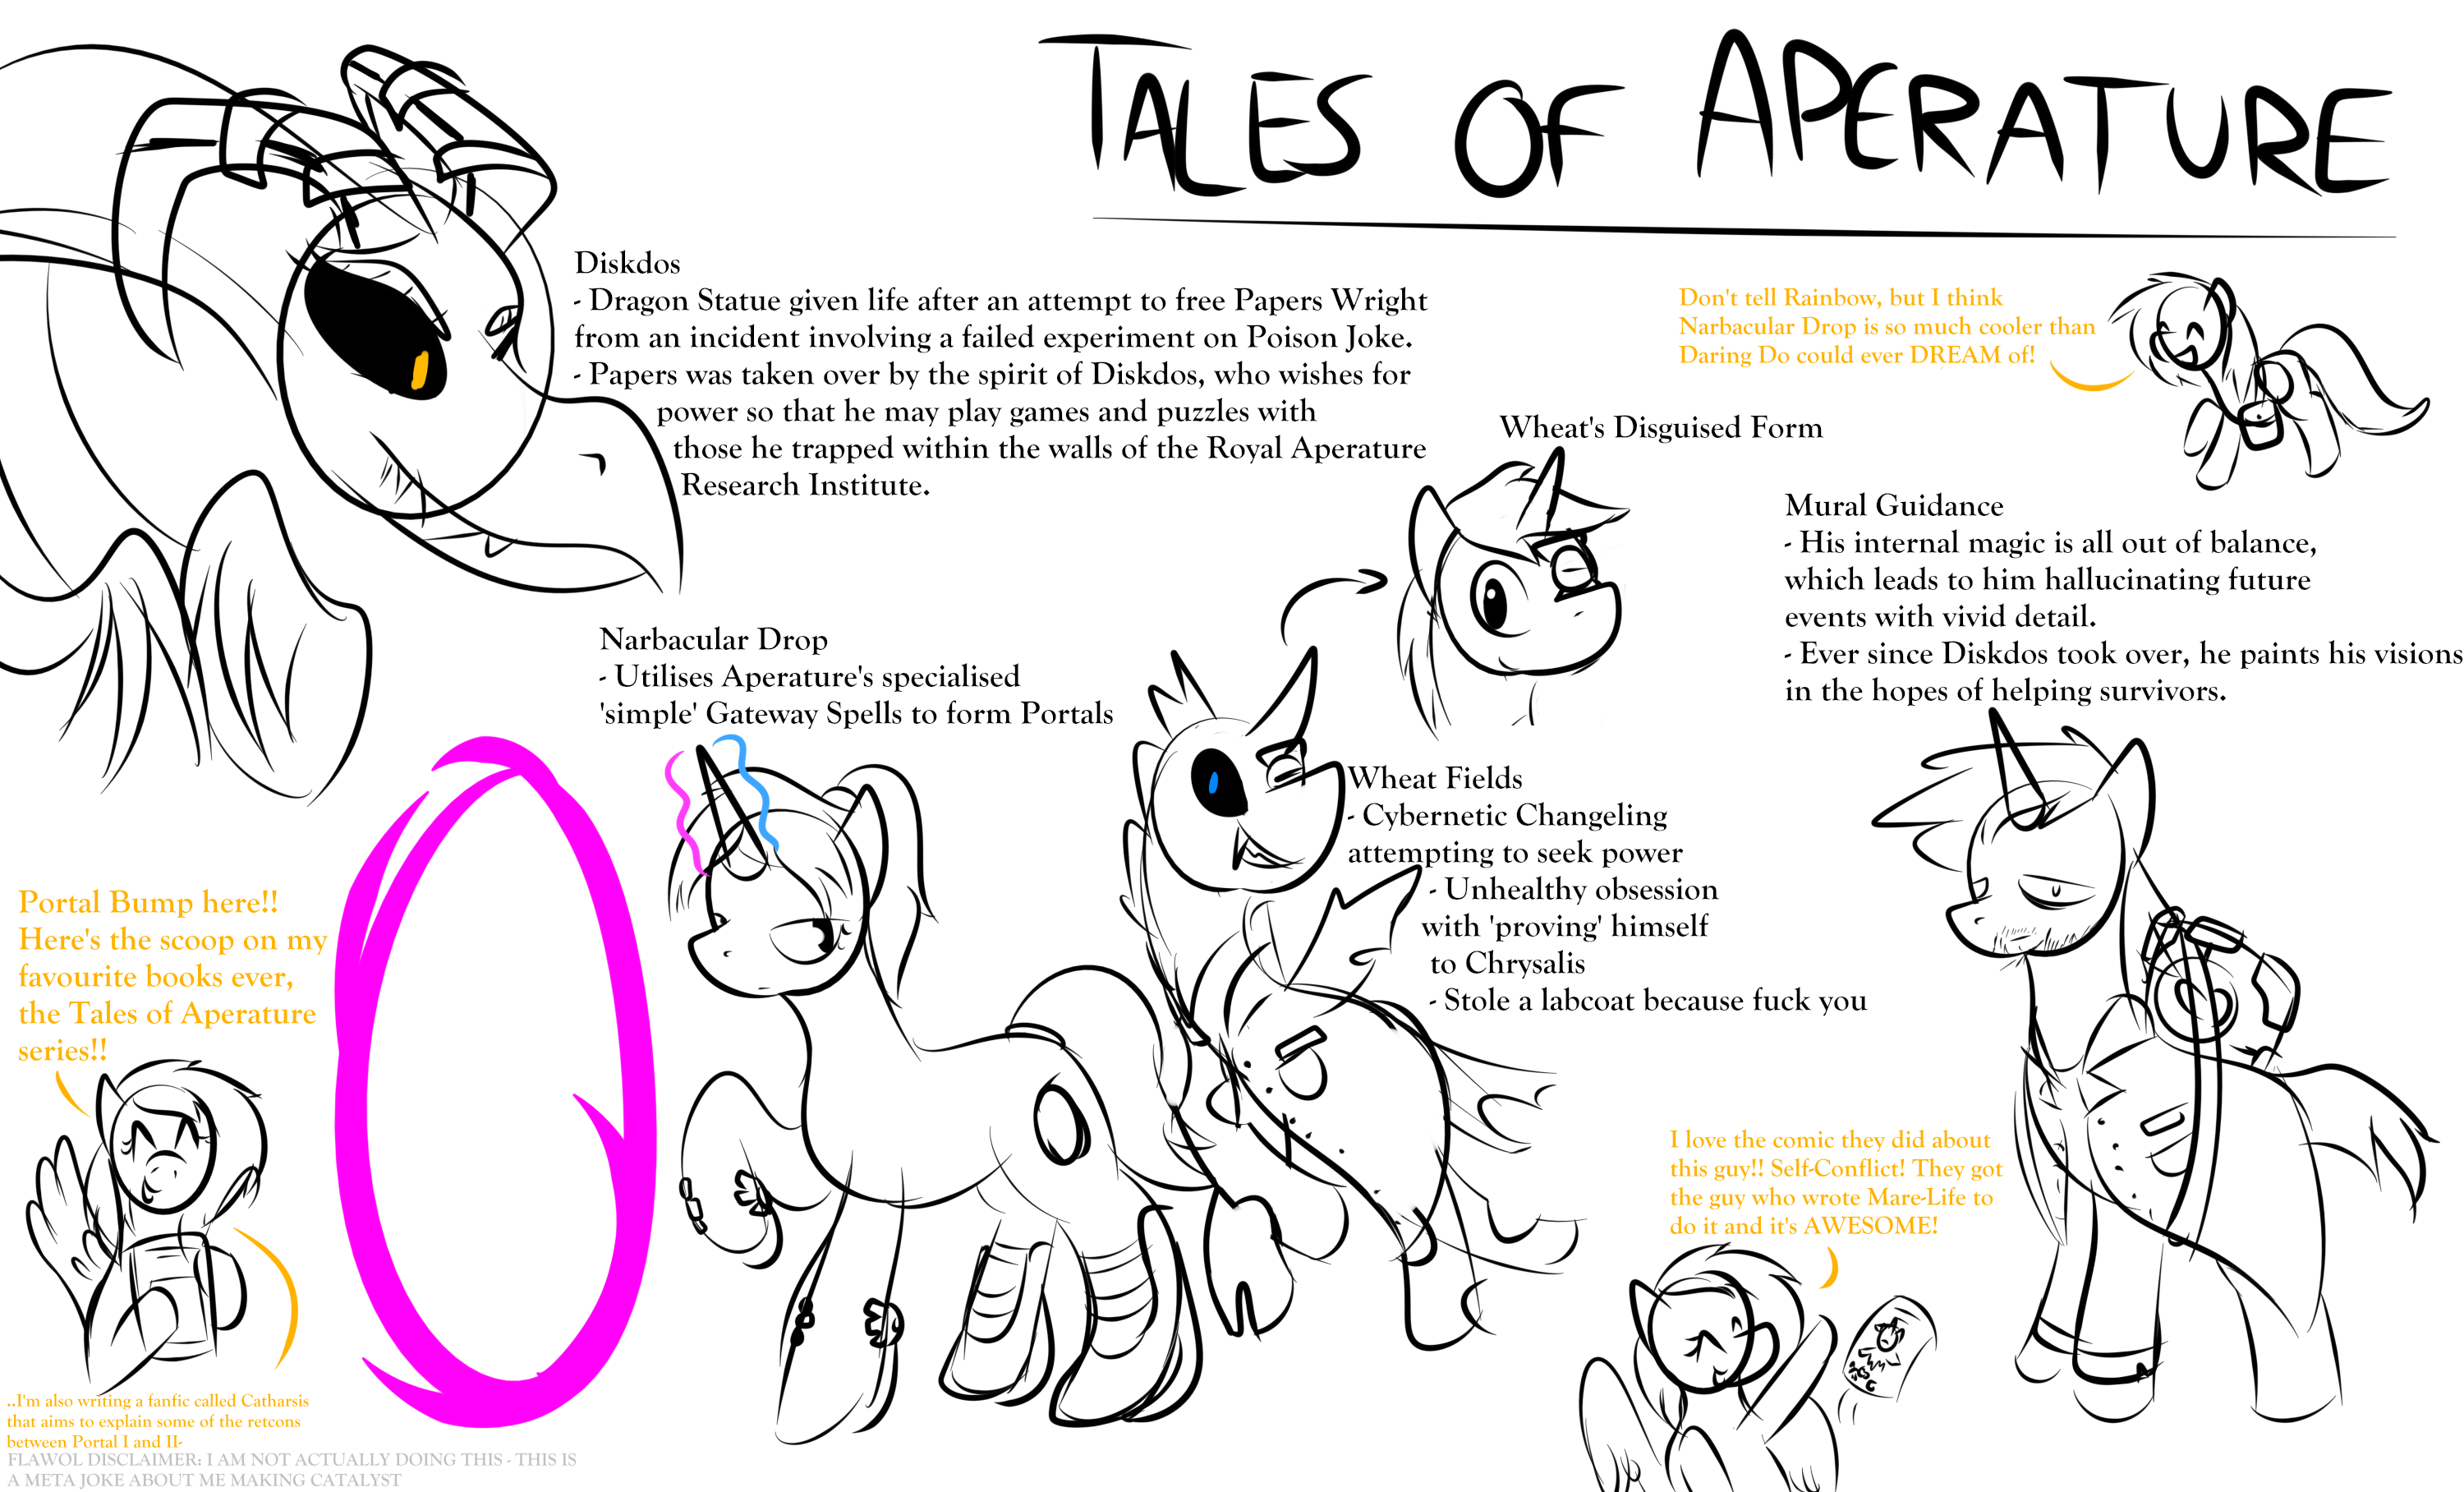 TALES OF APERATURE
Diskdos
- Dragon Statue given life after an attempt to free Papers Wright
from an incident involving a failed experiment on Poison Joke.
- Papers was taken over by the spirit of Diskdos, who wishes for
power so that he may play games and puzzles with
those he trapped within the walls of the Royal Aperature
Research Institute.
Don't tell Rainbow, but I think
Narbacular Drop is so much cooler than
Daring Do could ever DREAM of!
Wheat's Disguised Form
Mural Guidance
- His internal magic is all out of balance,
which leads to him hallucinating future
events with vivid detail.
- Ever since Diskdos took over, he paints his visions
in the hopes of helping survivors.
Narbacular Drop
- Utilises Aperature's specialised
'simple' Gateway Spells to form Portals
Wheat Fields
- Cybernetic Changeling
attempting to seek power
- Unhealthy obsession
with 'proving' himself
to Chrysalis
- Stole a labcoat because fuck you
Portal Bump here!!
Here's the scoop on my
favourite books ever,
the Tales of Aperature
series!!
I love the comic they did about
this guy!! Self-Conflict! They got
the guy who wrote Mare-Life to
do it and it's AWESOME!
..I'm also writing a fanfic called Catharsis
that aims to explain some of the retcons
between Portal I and II-
FLAWOL DISCLAIMER: I AM NOT ACTUALLY DOING THIS - THIS IS
A META JOKE ABOUT ME MAKING CATALYST